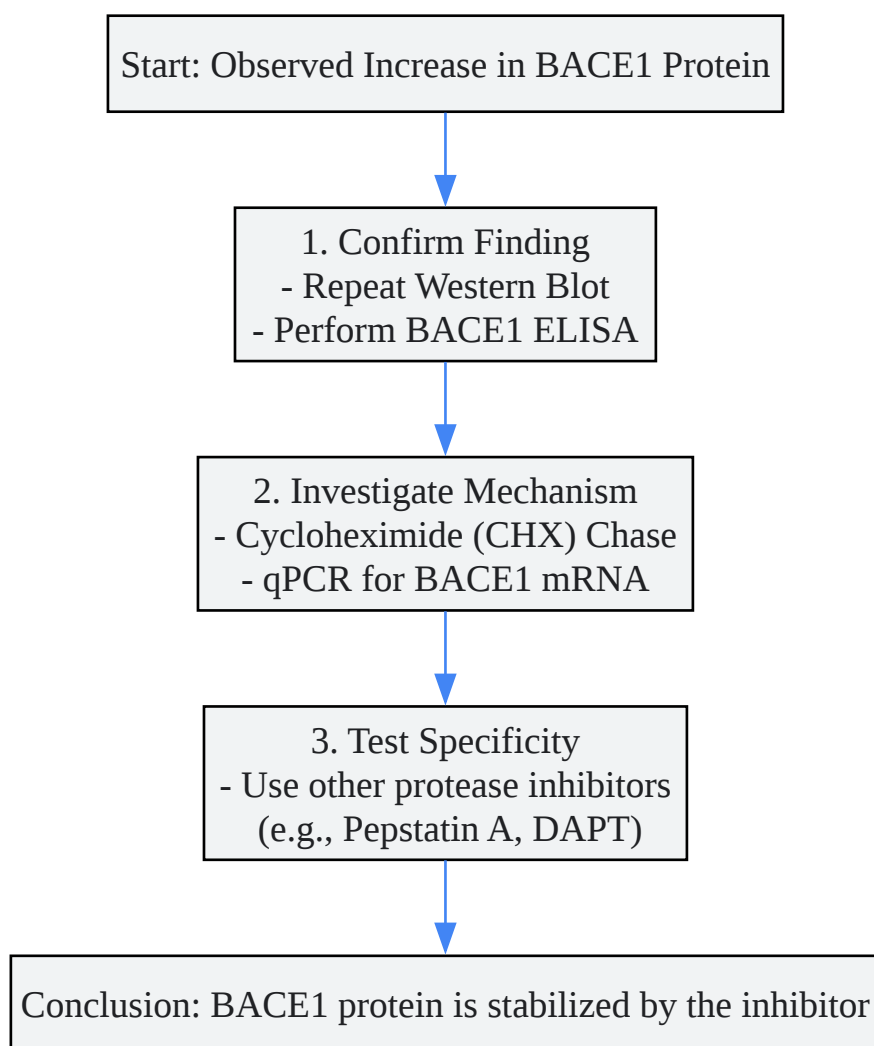 Start: Observed Increase in BACE1 Protein
1. Confirm Finding
- Repeat Western Blot
- Perform BACE1 ELISA
2. Investigate Mechanism
- Cycloheximide (CHX) Chase
- qPCR for BACE1 mRNA
3. Test Specificity
- Use other protease inhibitors
(e.g., Pepstatin A, DAPT)
Conclusion: BACE1 protein is stabilized by the inhibitor